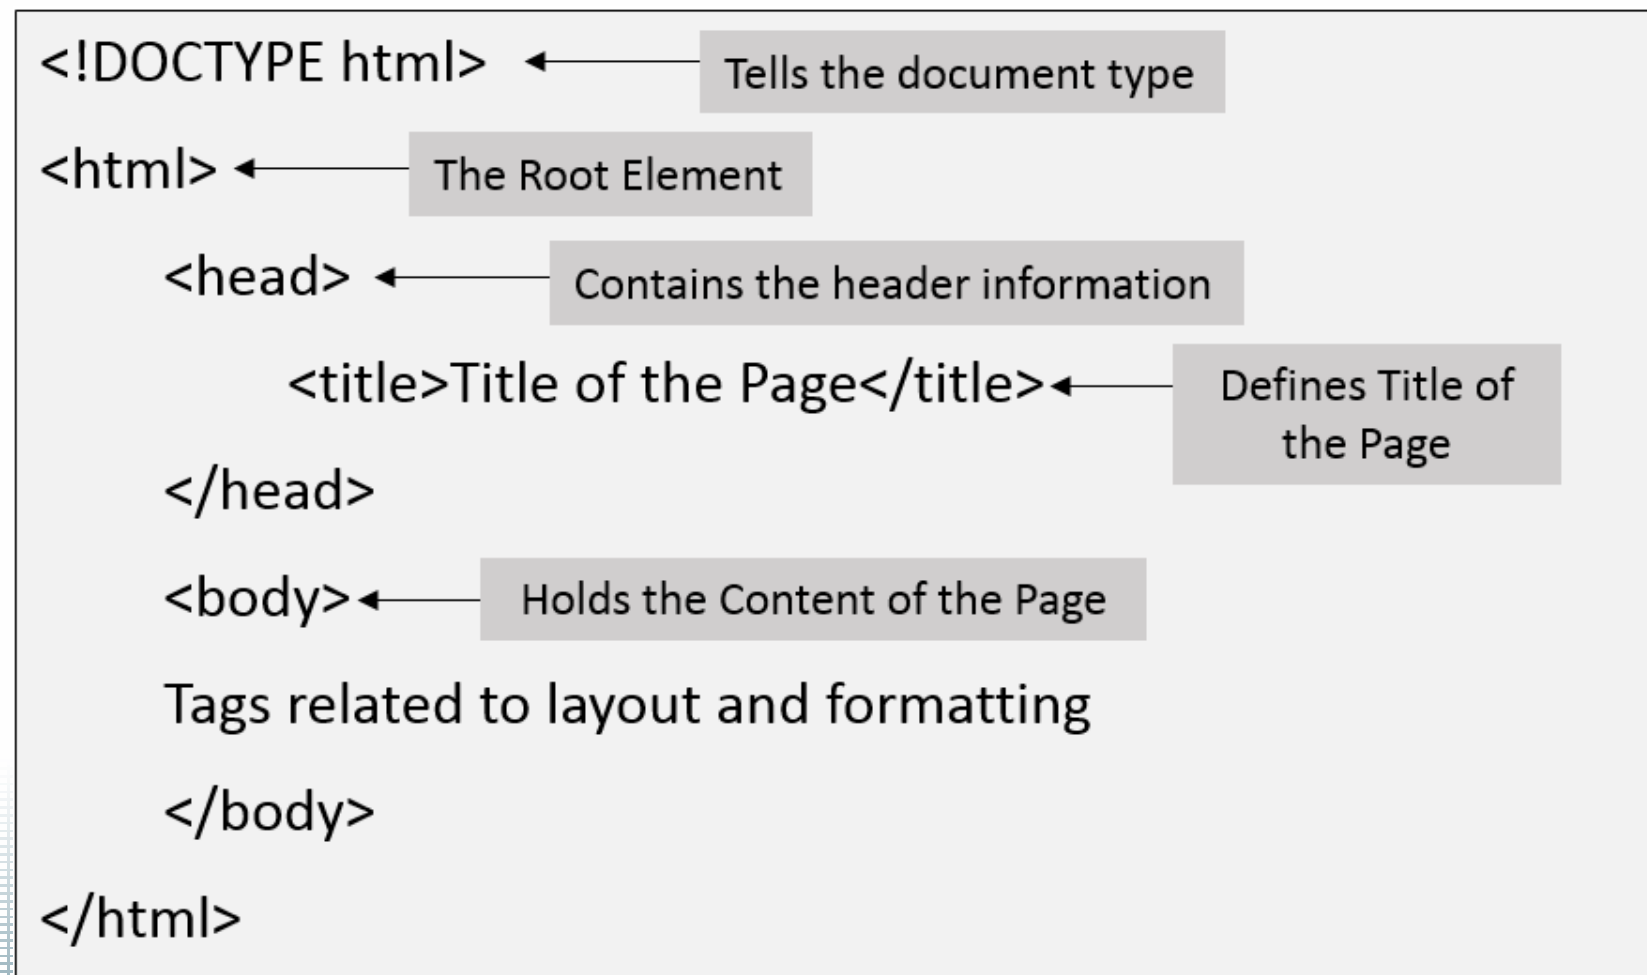 <!DOCTYPE html>
Tells the document type
<html>
The Root Element
<head>
Contains the header information
<title>Title of the Page</title>
Defines Title of
the Page
</head>
<body>
Holds the Content of the Page
Tags related to layout and formatting
</body>
</html>